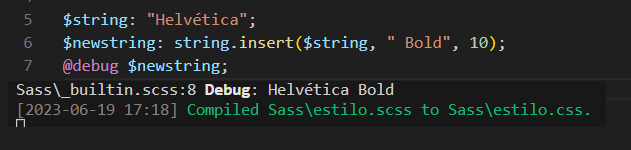 5 $string: "Helvética";
6 $newstring: string.insert($string, " Bold", 10);
7 @debug $newstring;
Sass\_builtin.scss:8 Debug: Helvética Bold
[2023-06-19 17:18] Compiled Sass\estilo.scss to Sass\estilo.css.